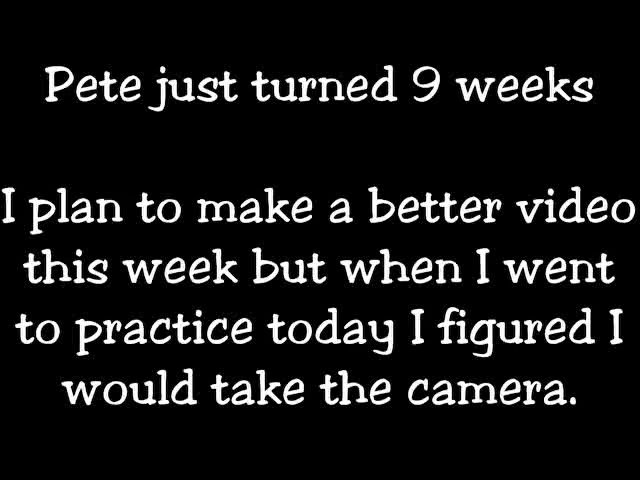 Pete just turned 9 weeks
I plan to make a better video
this week but when I went
to practice today I figured I
would take the camera.